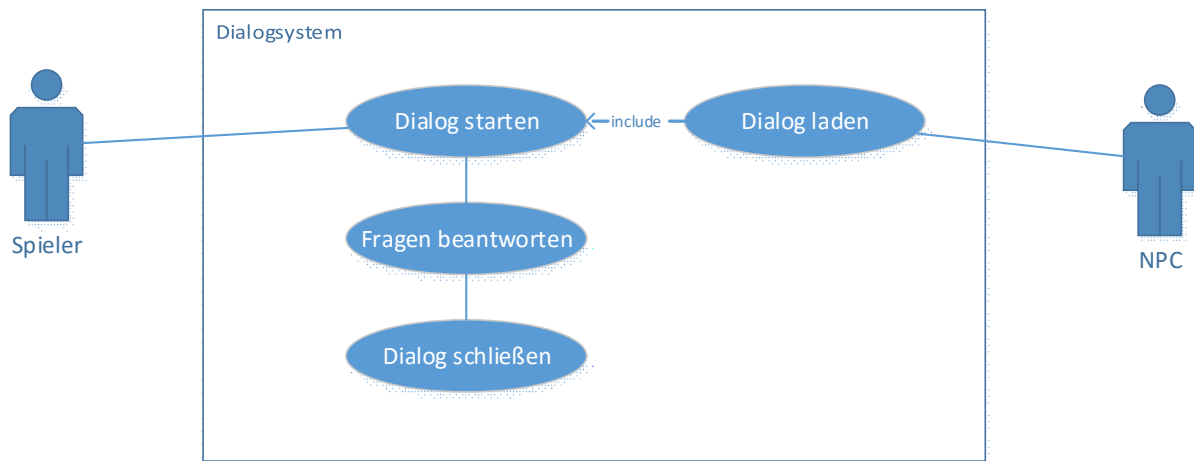 Dialogsystem
Dialog starten
include
Dialog laden
Fragen beantworten
Spieler
NPC
Dialog schließen